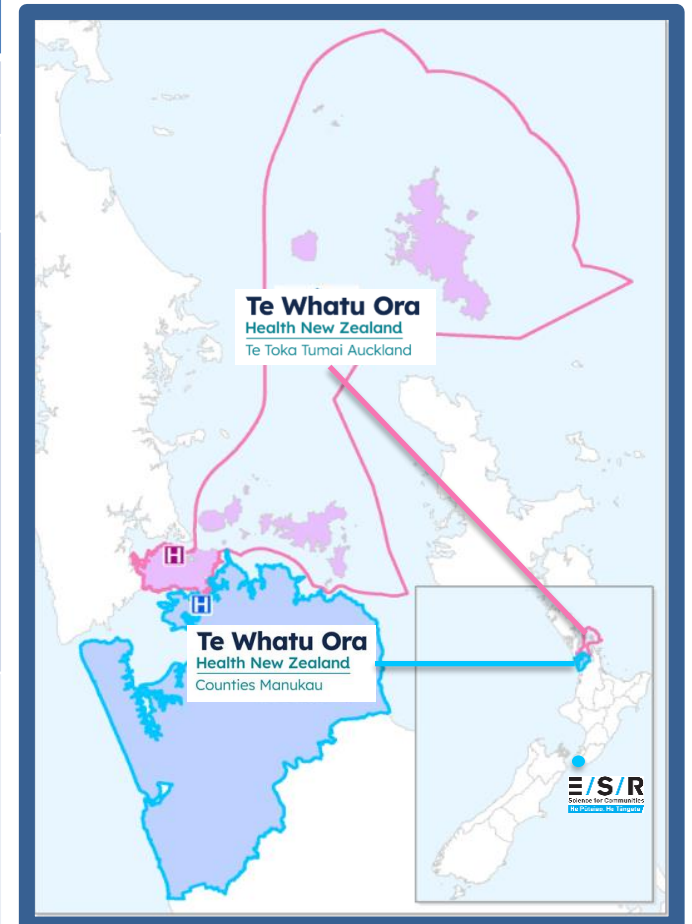 Te Whatu Ora
Health New Zealand
Te Toka Tumai Auckland
H
H
Te Whatu Ora
Health New Zealand
Counties Manukau
E/S/R
Science for Communities
He Pūtaiao, He Tāngata